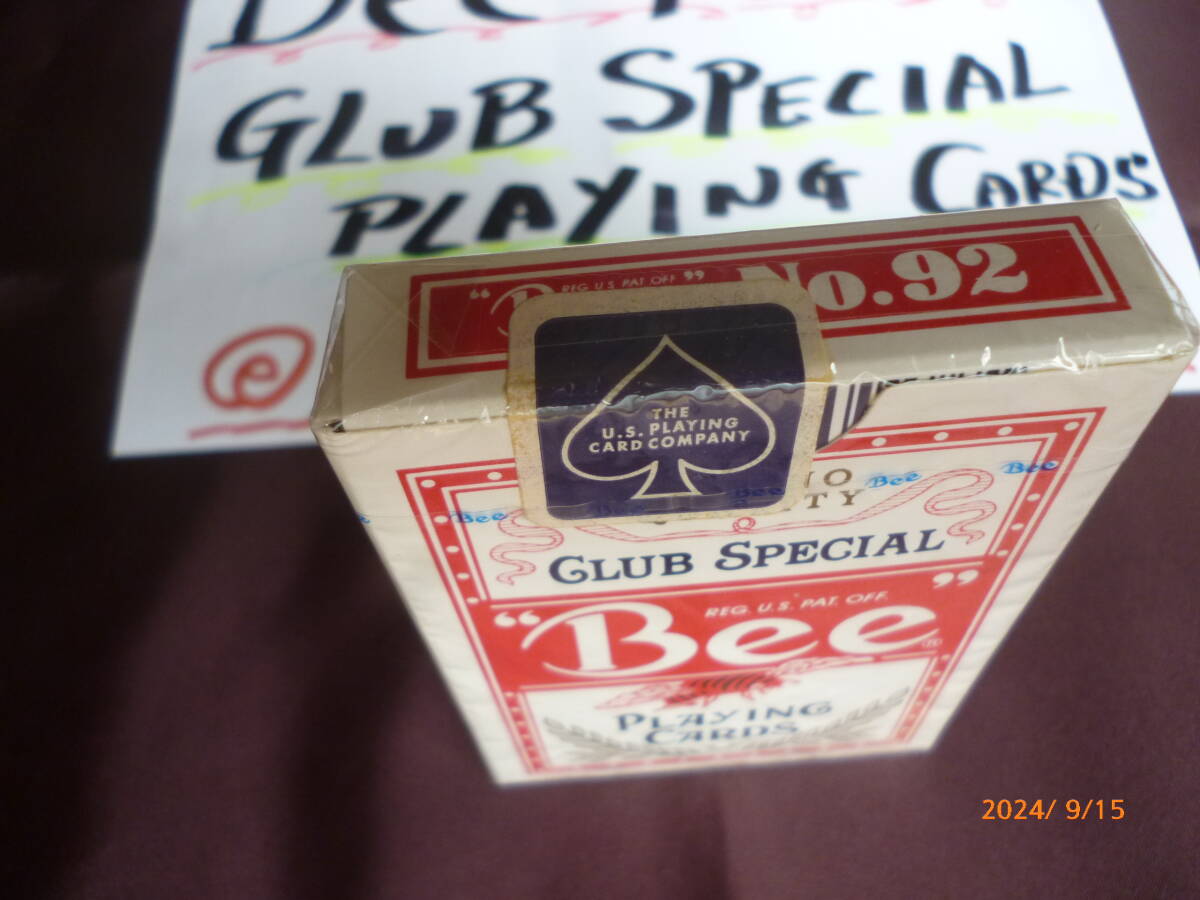 GLUB SPECIAL
PLAYING CARDS
e
REG U.S PAT OFF
No.92
THE
U.S. PLAYING
CARD COMPANY
Bee Bee Bee Bee Bee
CLUB SPECIAL
REG. U.S. PAT. OFF.
"Bee" ®
PLAYING
CARDS
2024/ 9/15